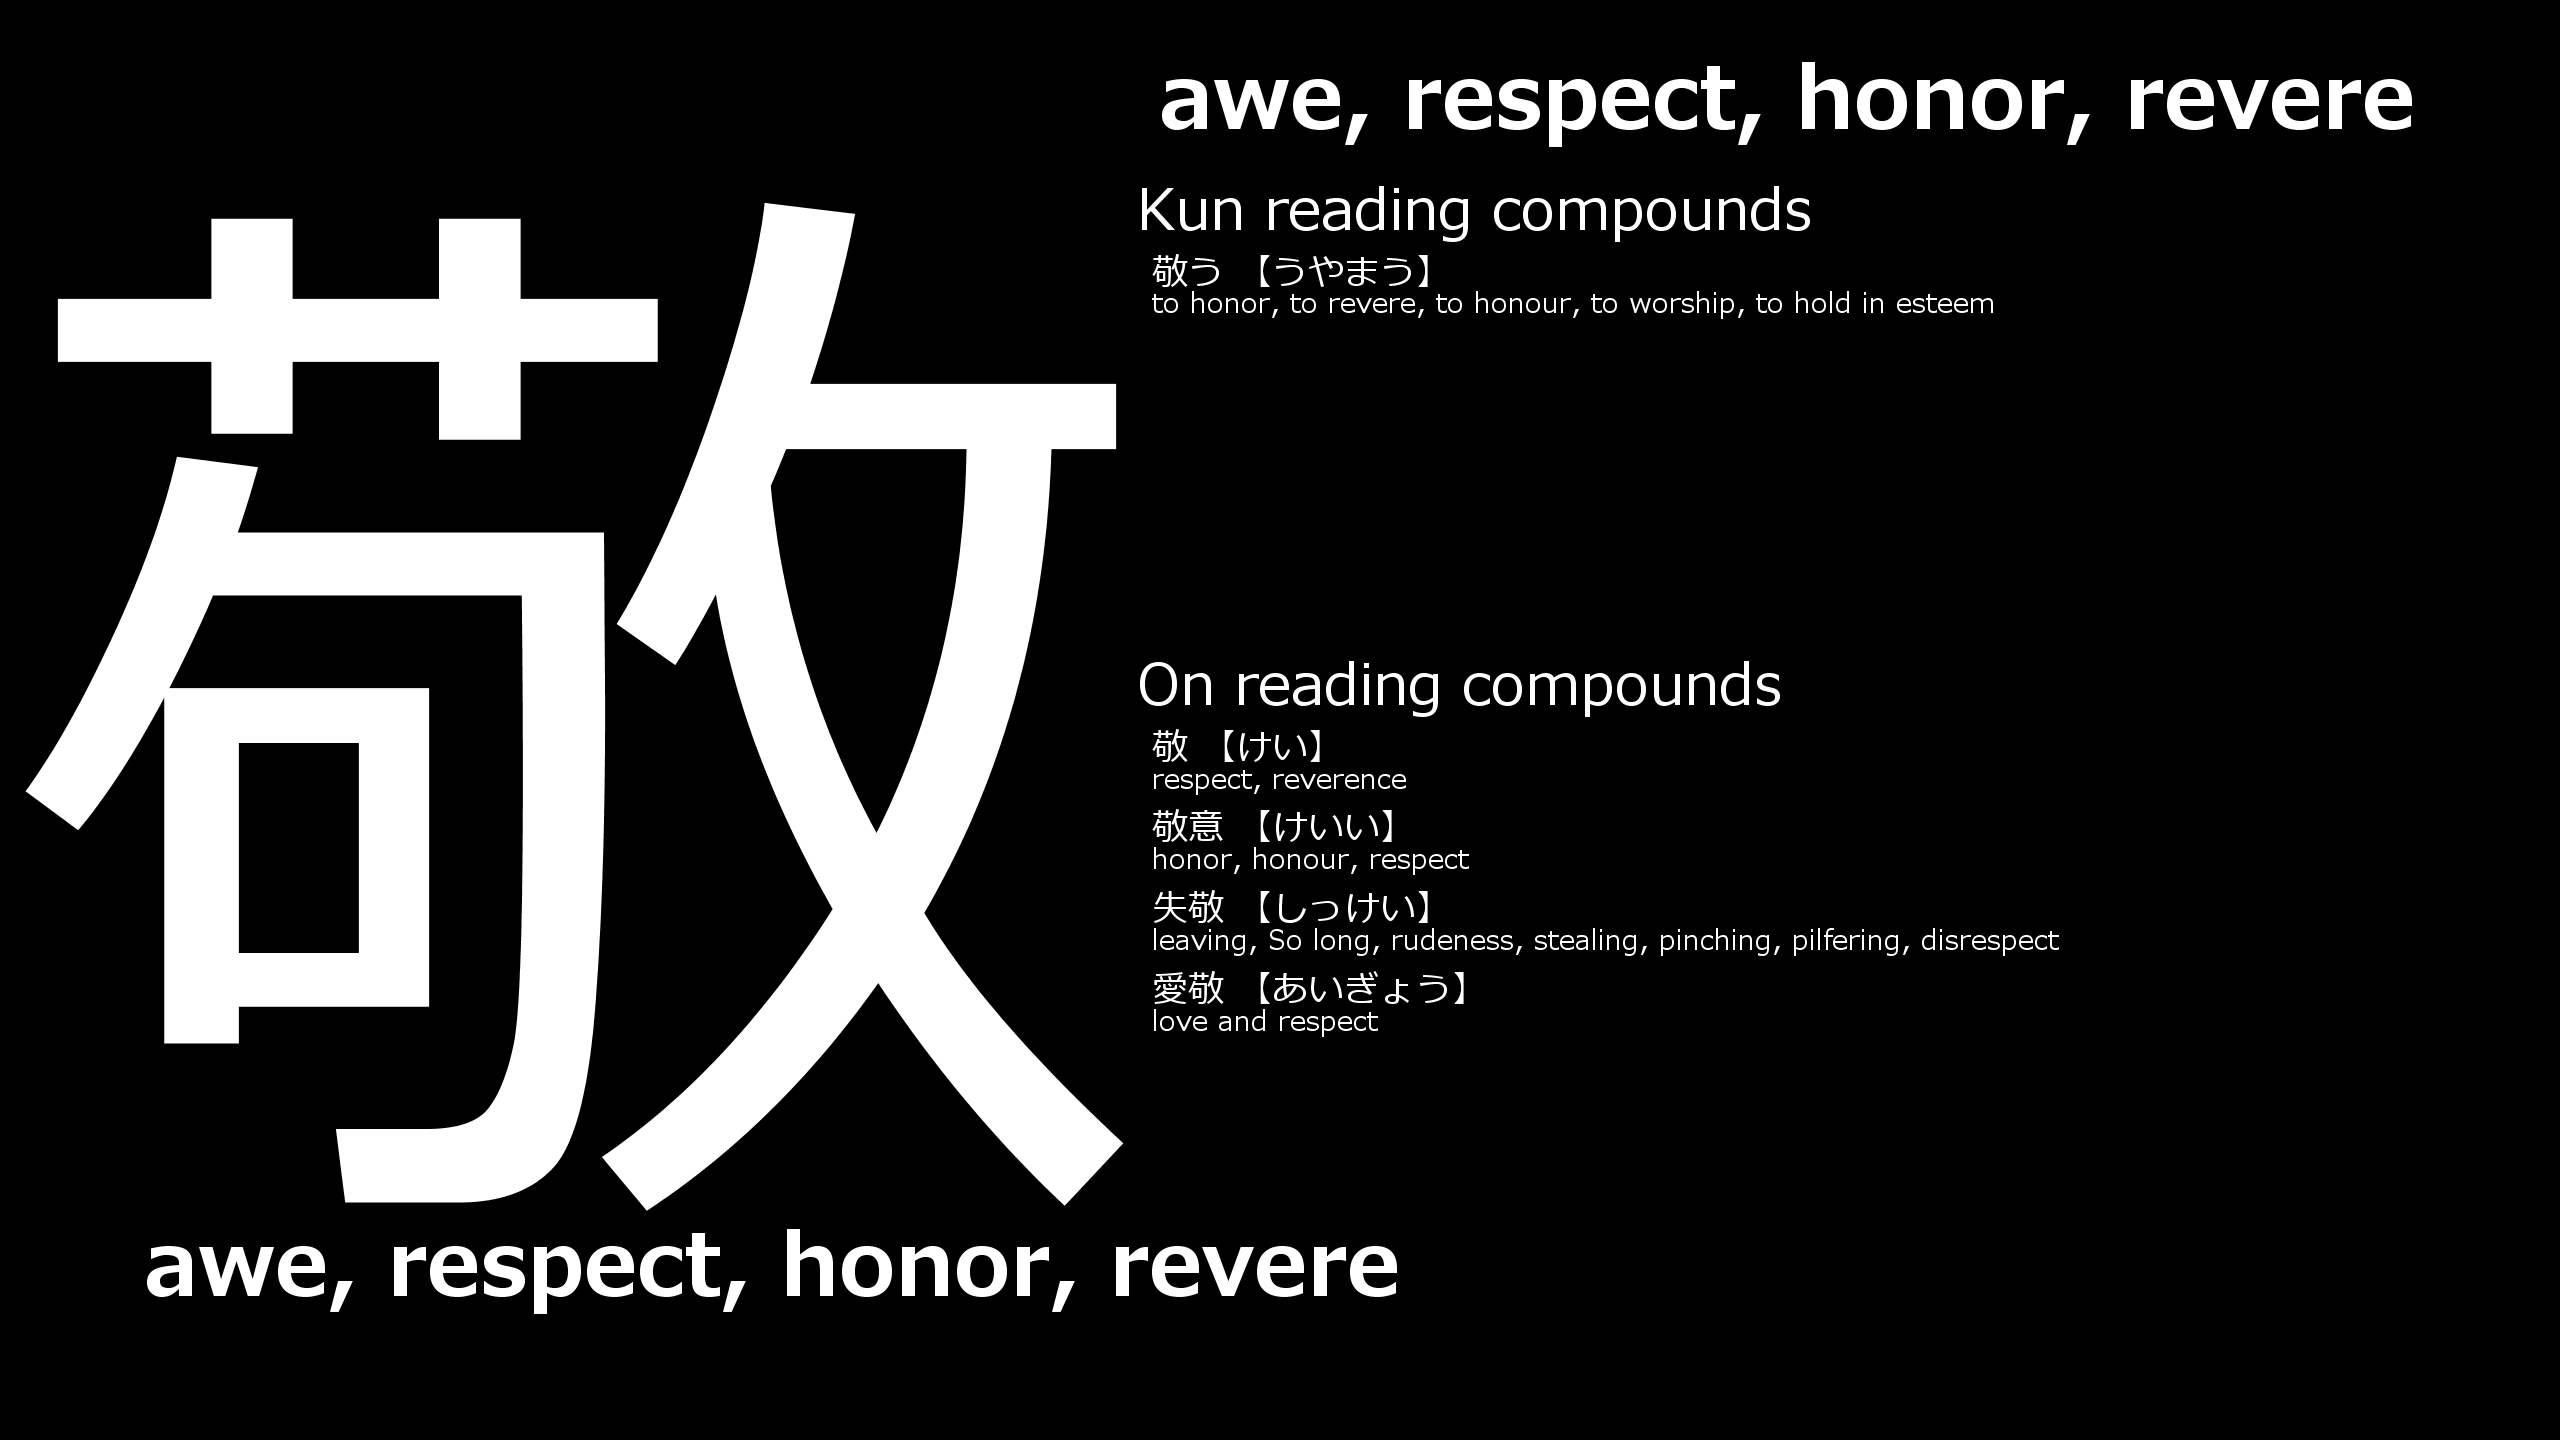 敬
awe, respect, honor, revere
awe, respect, honor, revere
Kun reading compounds
敬う 【うやまう】
to honor, to revere, to honour, to worship, to hold in esteem
On reading compounds
敬 【けい】
respect, reverence
敬意 【けいい】
honor, honour, respect
失敬 【しっけい】
leaving, So long, rudeness, stealing, pinching, pilfering, disrespect
愛敬 【あいぎょう】
love and respect